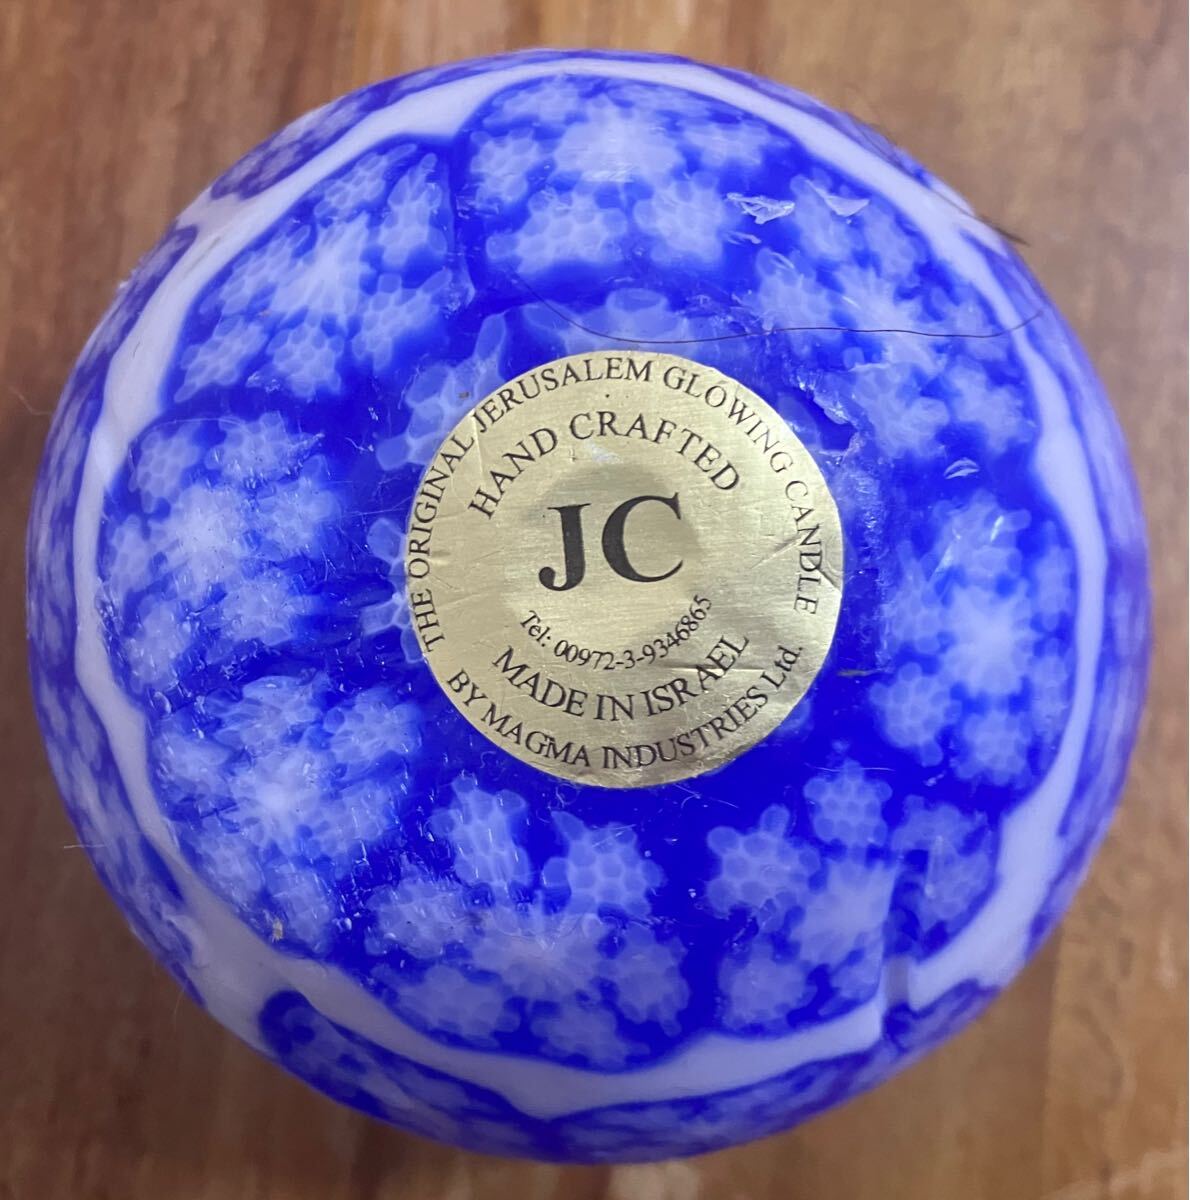 THE ORIGINAL JERUSALEM GLOWING CANDLE
HAND CRAFTED
JC
Tel: 00972-3-9346865
MADE IN ISRAEL
BY MAGMA INDUSTRIES Ltd.